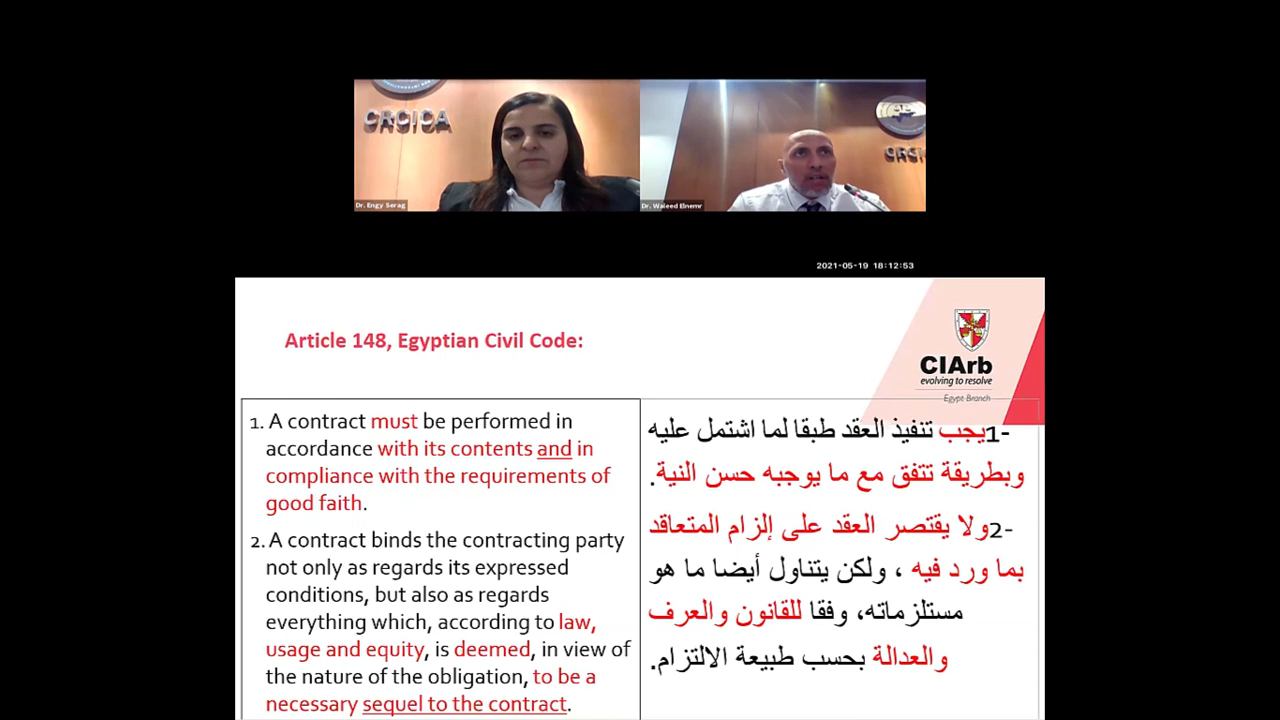 CRCICA
Dr. Engy Serag
CRCI
Dr. Waleed Elnemr
2021-05-19 18:12:53
Article 148, Egyptian Civil Code:
CIArb
evolving to resolve
Egypt Branch
1. A contract must be performed in
accordance with its contents and in
compliance with the requirements of
good faith.
2. A contract binds the contracting party
not only as regards its expressed
conditions, but also as regards
everything which, according to law,
usage and equity, is deemed, in view of
the nature of the obligation, to be a
necessary sequel to the contract.
1-يجب تنفيذ العقد طبقا لما اشتمل عليه
وبطريقة تتفق مع ما يوجبه حسن النية.
2-ولا يقتصر العقد على إلزام المتعاقد
بما ورد فيه ، ولكن يتناول أيضا ما هو
مستلزماته، وفقا للقانون والعرف
والعدالة بحسب طبيعة الالتزام.